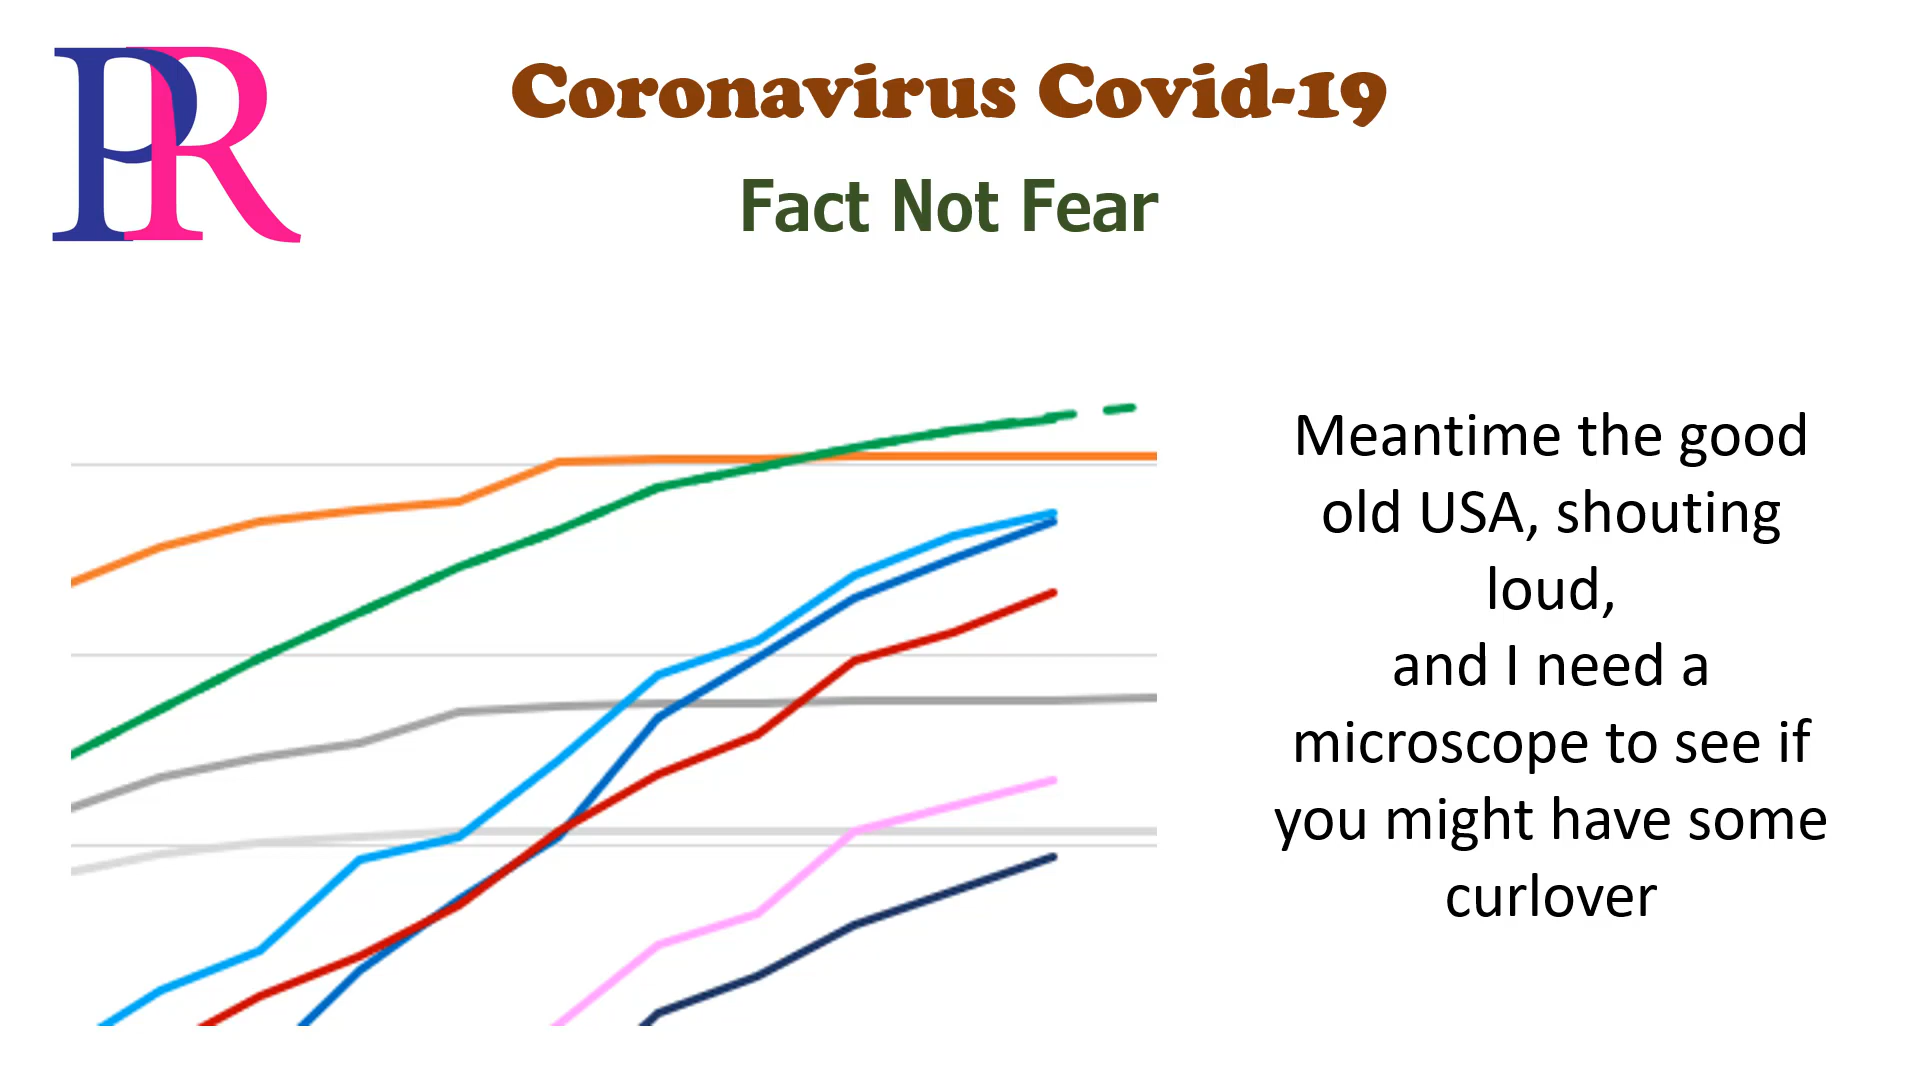 PR
Coronavirus Covid-19
Fact Not Fear
Meantime the good
old USA, shouting
loud,
and I need a
microscope to see if
you might have some
curlover